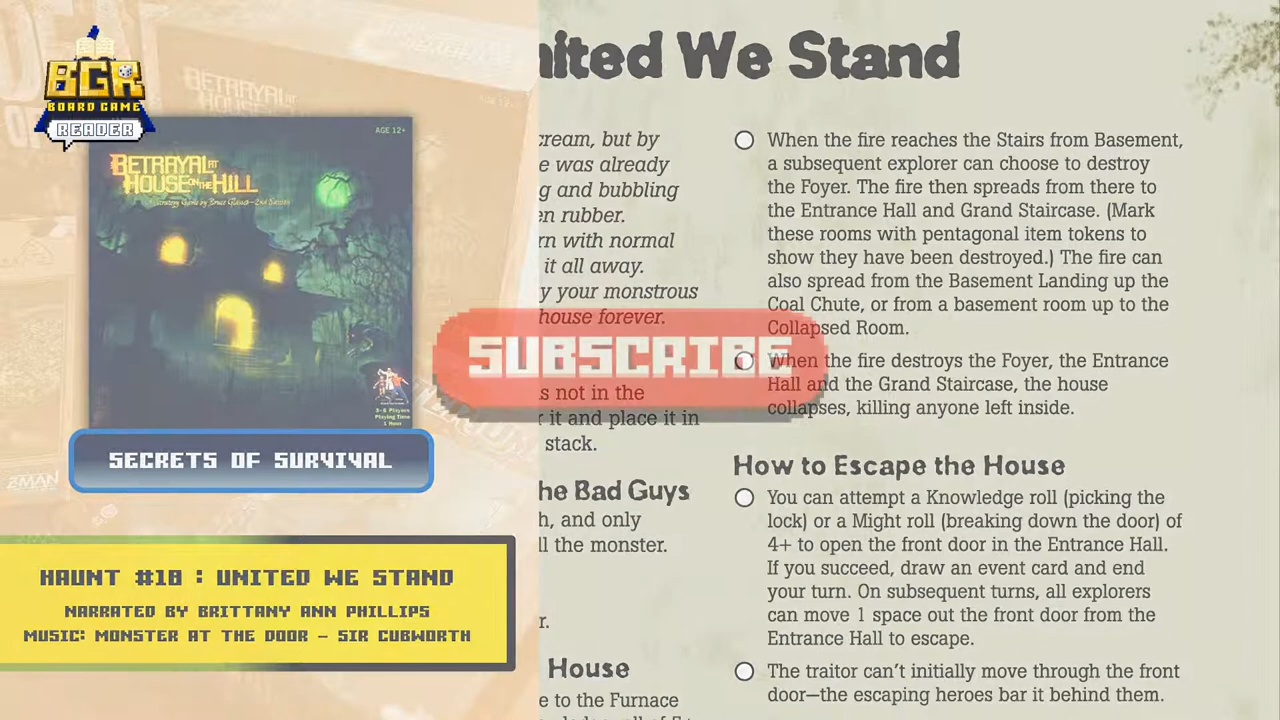 BGR
BOARD GAME
READER
AGE 12+
BETRAYAL AT
HOUSE ON THE HILL
3-6 Players
Playing Time
1 Hour
SECRETS OF SURVIVAL
Z-MAN
HAUNT #18 : UNITED WE STAND
NARRATED BY BRITTANY ANN PHILLIPS
MUSIC: MONSTER AT THE DOOR – SIR CUBWORTH
SUBSCRIBE
nited We Stand
cream, but by
e was already
g and bubbling
en rubber.
rn with normal
it all away.
y your monstrous
house forever.
s not in the
r it and place it in
stack.
he Bad Guys
h, and only
ll the monster.
r.
House
e to the Furnace
When the fire reaches the Stairs from Basement,
a subsequent explorer can choose to destroy
the Foyer. The fire then spreads from there to
the Entrance Hall and Grand Staircase. (Mark
these rooms with pentagonal item tokens to
show they have been destroyed.) The fire can
also spread from the Basement Landing up the
Coal Chute, or from a basement room up to the
Collapsed Room.
When the fire destroys the Foyer, the Entrance
Hall and the Grand Staircase, the house
collapses, killing anyone left inside.
How to Escape the House
You can attempt a Knowledge roll (picking the
lock) or a Might roll (breaking down the door) of
4+ to open the front door in the Entrance Hall.
If you succeed, draw an event card and end
your turn. On subsequent turns, all explorers
can move 1 space out the front door from the
Entrance Hall to escape.
The traitor can't initially move through the front
door—the escaping heroes bar it behind them.